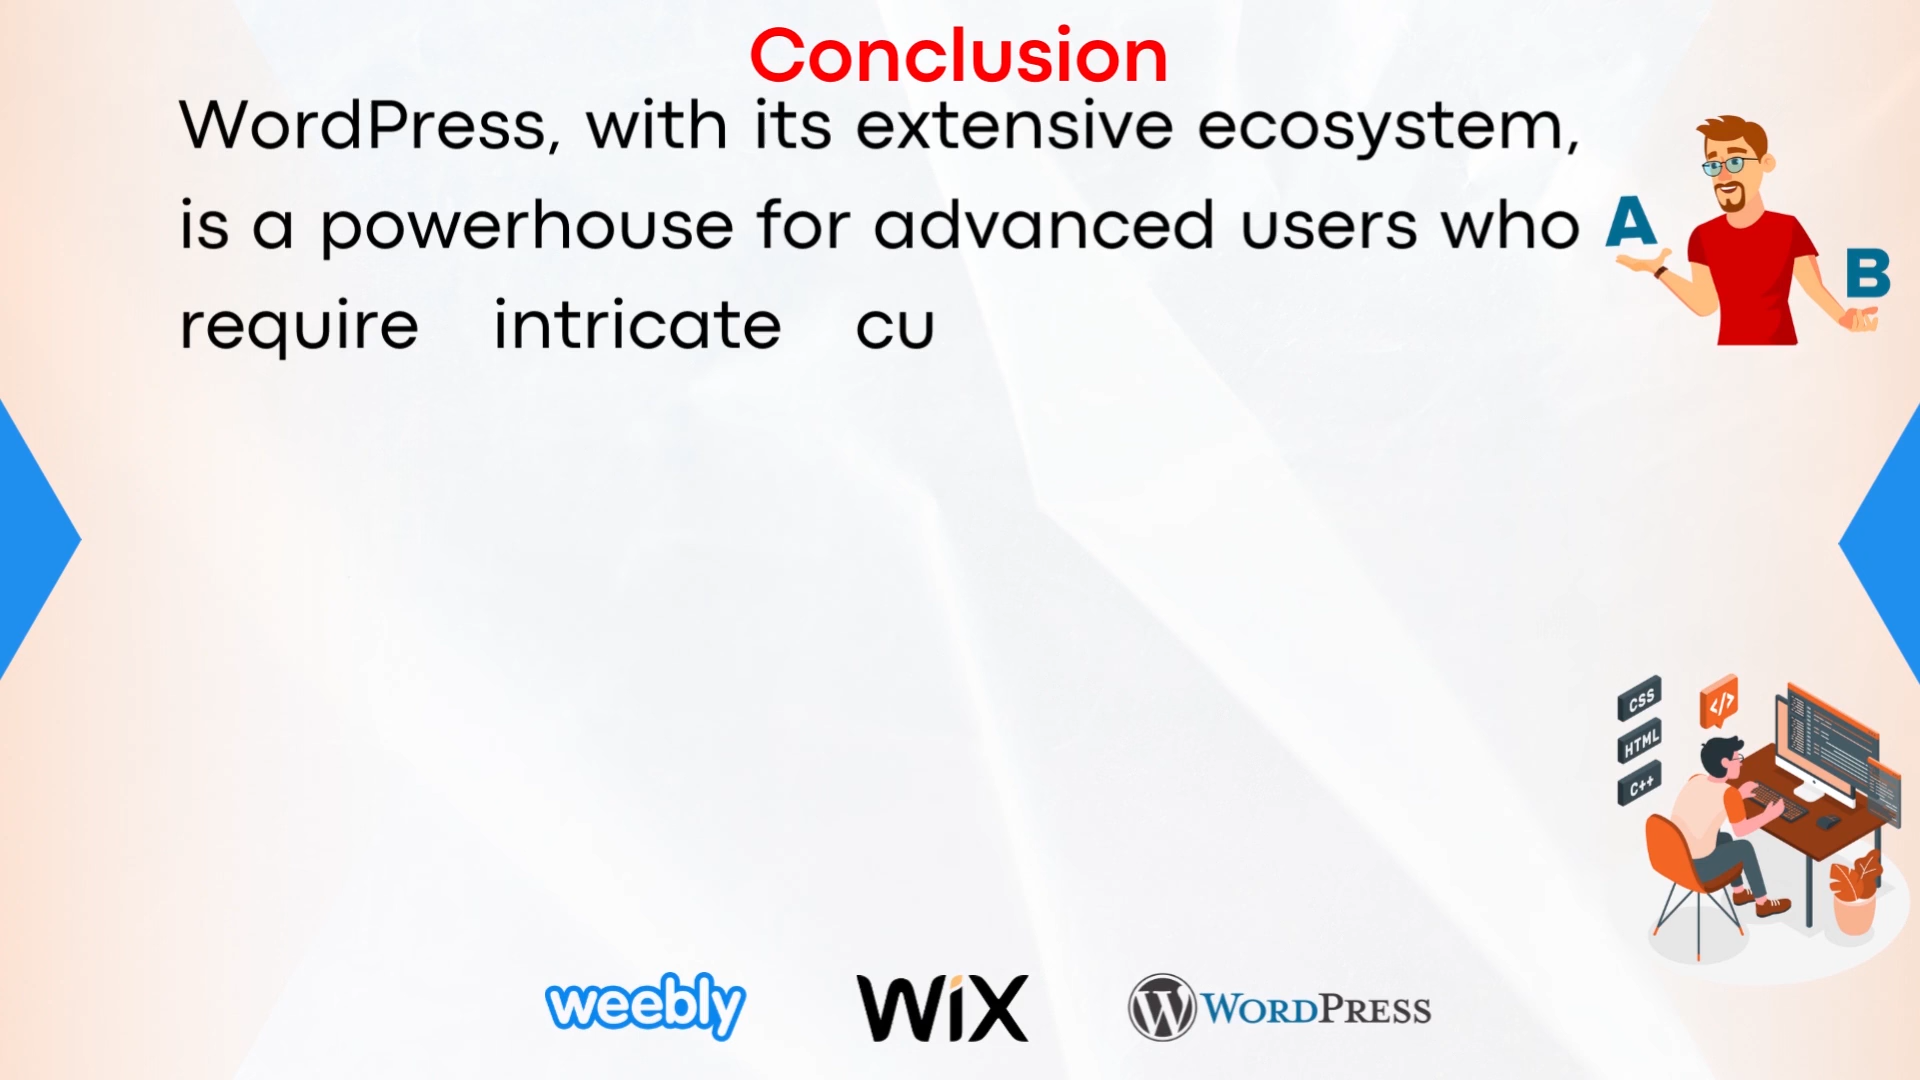 Conclusion
WordPress, with its extensive ecosystem,
is a powerhouse for advanced users who
require intricate cu
A
B
CSS
</>
HTML
C++
weebly
WiX
WORDPRESS